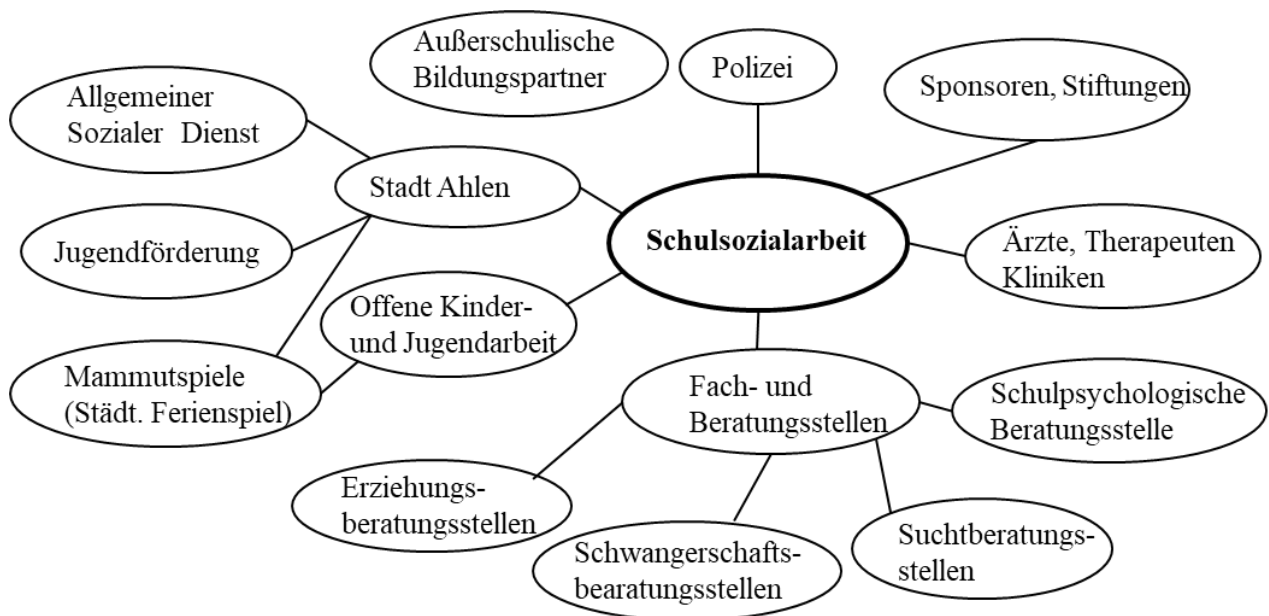 Außerschulische
Bildungspartner
Polizei
Sponsoren, Stiftungen
Allgemeiner
Sozialer Dienst
Stadt Ahlen
Schulsozialarbeit
Jugendförderung
Ärzte, Therapeuten
Kliniken
Offene Kinder-
und Jugendarbeit
Mammutspiele
(Städt. Ferienspiel)
Fach- und
Beratungsstellen
Schulpsychologische
Beratungsstelle
Erziehungs-
beratungsstellen
Schwangerschafts-
bearatungsstellen
Suchtberatungs-
stellen